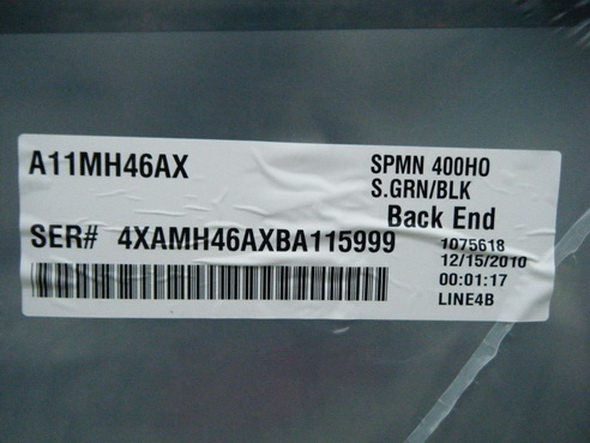 A11MH46AX
SPMN 400HO
S.GRN/BLK
Back End
SER# 4XAMH46AXBA115999
1075618
12/15/2010
00:01:17
LINE4B